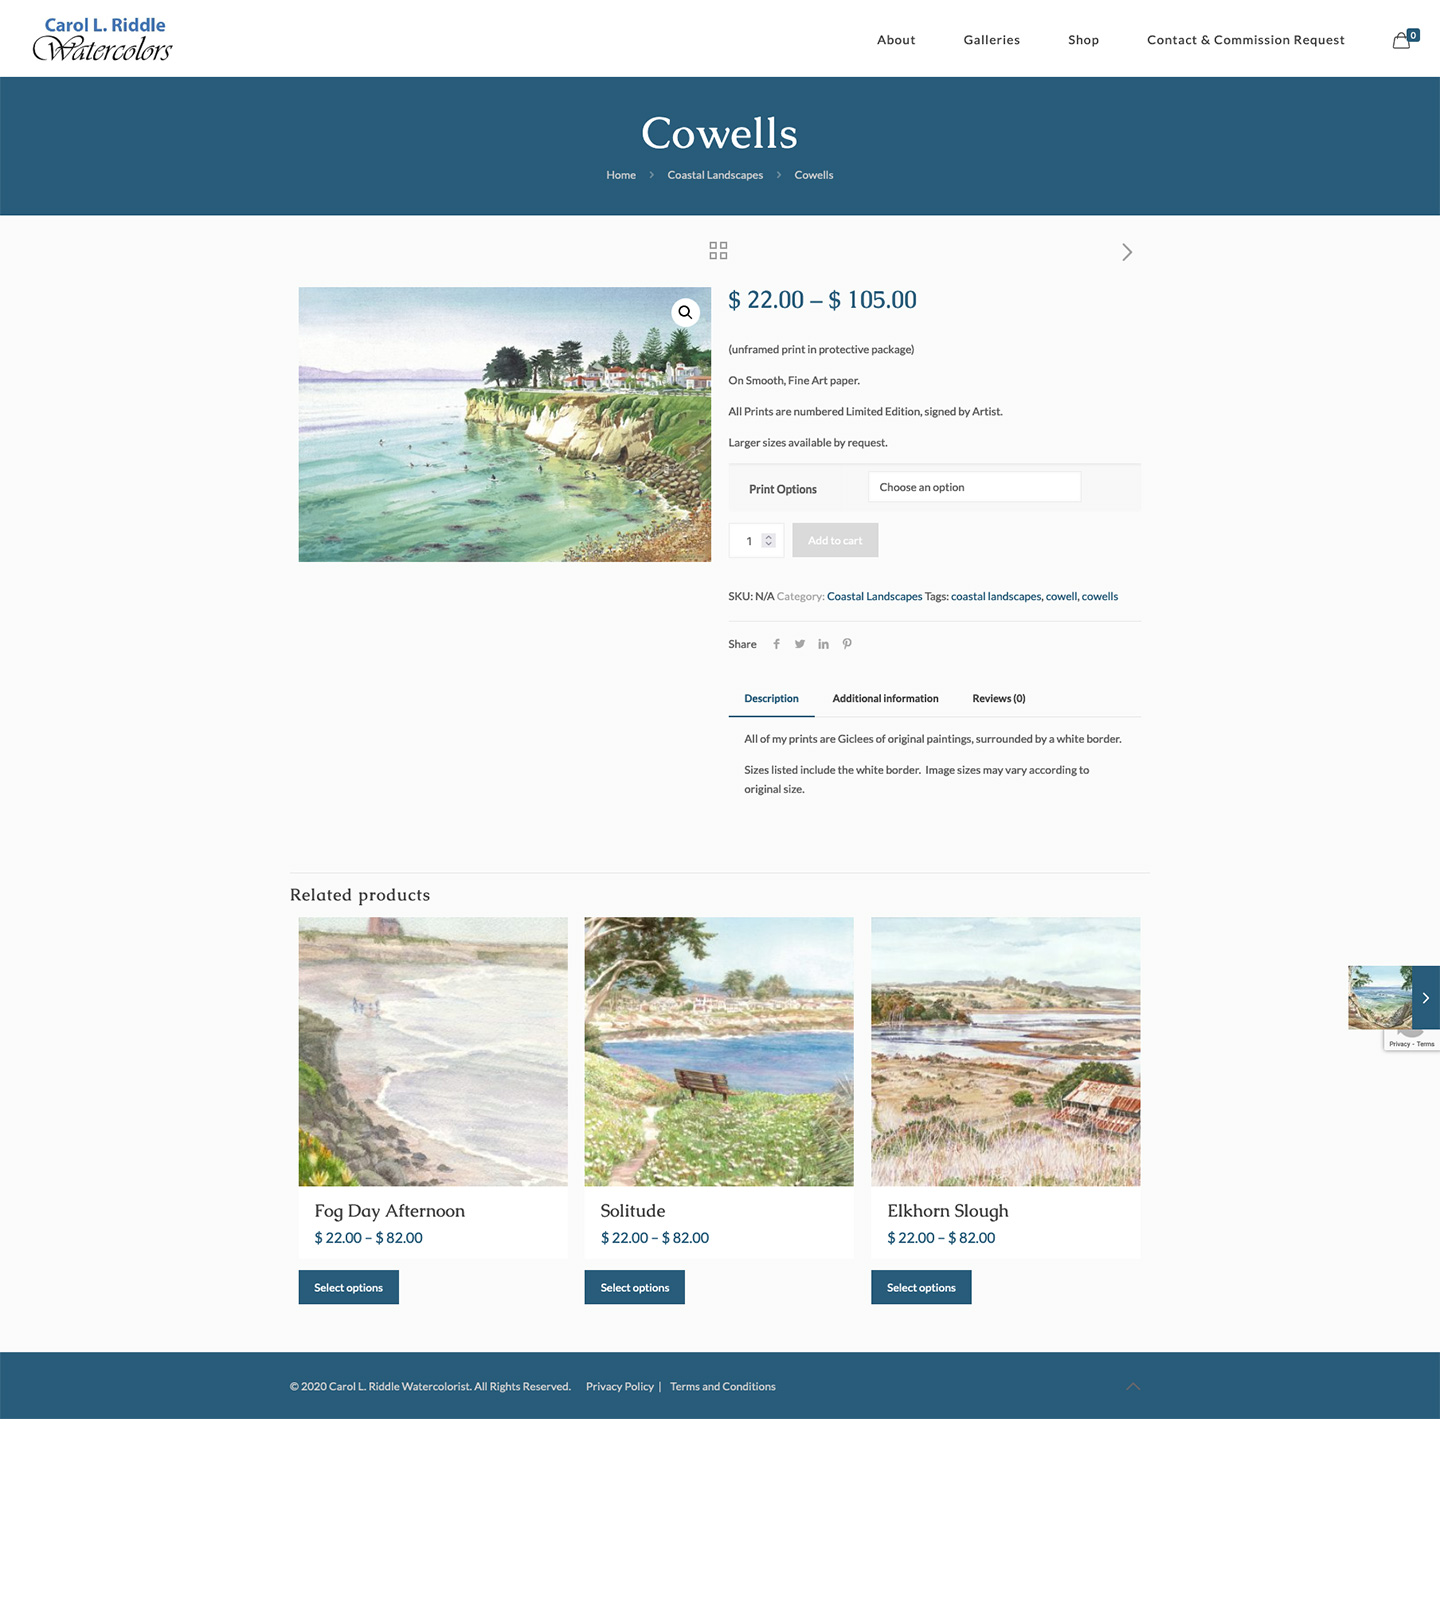 Carol L. Riddle
Watercolors
About
Galleries
Shop
Contact & Commission Request
0
Cowells
Home
Coastal Landscapes
Cowells
$ 22.00 – $ 105.00
(unframed print in protective package)
On Smooth, Fine Art paper.
All Prints are numbered Limited Edition, signed by Artist.
Larger sizes available by request.
Print Options
Choose an option
1
Add to cart
SKU: N/A Category: Coastal Landscapes Tags: coastal landscapes, cowell, cowells
Share
Description
Additional information
Reviews (0)
All of my prints are Giclees of original paintings, surrounded by a white border.
Sizes listed include the white border.  Image sizes may vary according to
original size.
Related products
Fog Day Afternoon
$ 22.00 – $ 82.00
Select options
Solitude
$ 22.00 – $ 82.00
Select options
Elkhorn Slough
$ 22.00 – $ 82.00
Select options
Privacy - Terms
© 2020 Carol L. Riddle Watercolorist. All Rights Reserved.
Privacy Policy |
Terms and Conditions